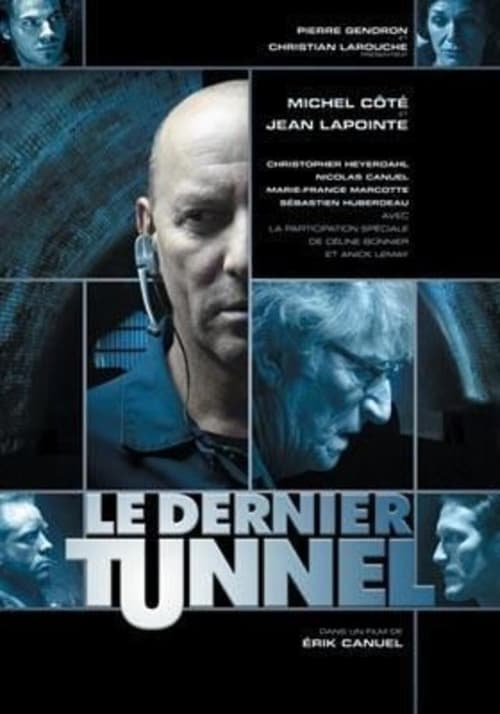 PIERRE GENDRON
ET
CHRISTIAN LAROUCHE
PRÉSENTENT
MICHEL CÔTÉ
ET
JEAN LAPOINTE
CHRISTOPHER HEYERDAHL
NICOLAS CANUEL
MARIE-FRANCE MARCOTTE
SÉBASTIEN HUBERDEAU
AVEC
LA PARTICIPATION SPÉCIALE
DE CÉLINE BONNIER
ET ANICK LEMAY
LE DERNIER
TUNNEL
DANS UN FILM DE
ÉRIK CANUEL